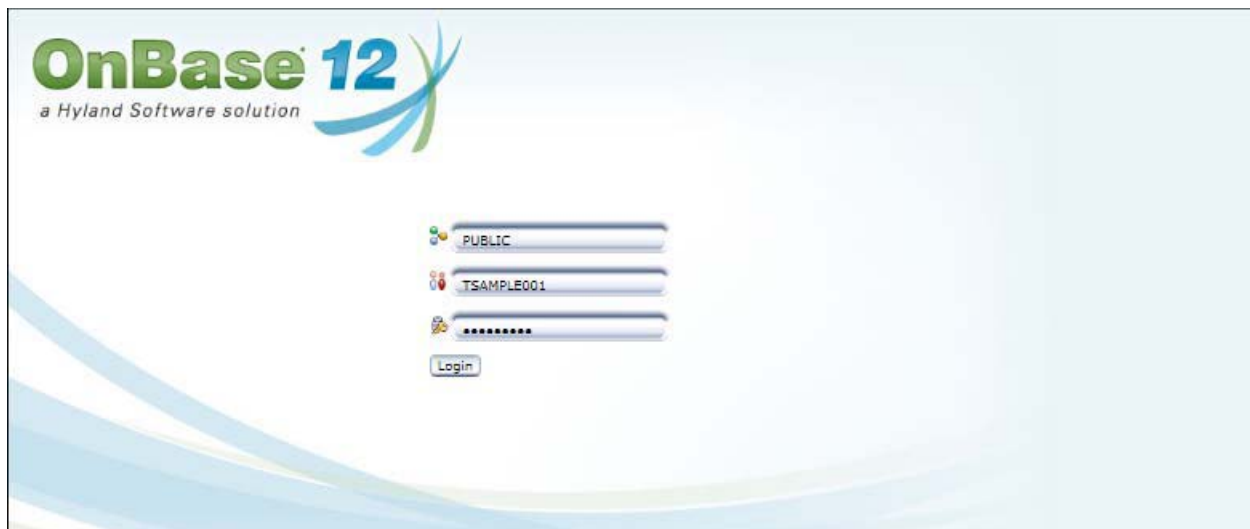 OnBase 12
a Hyland Software solution
PUBLIC
TSAMPLE001
•••••••••
Login